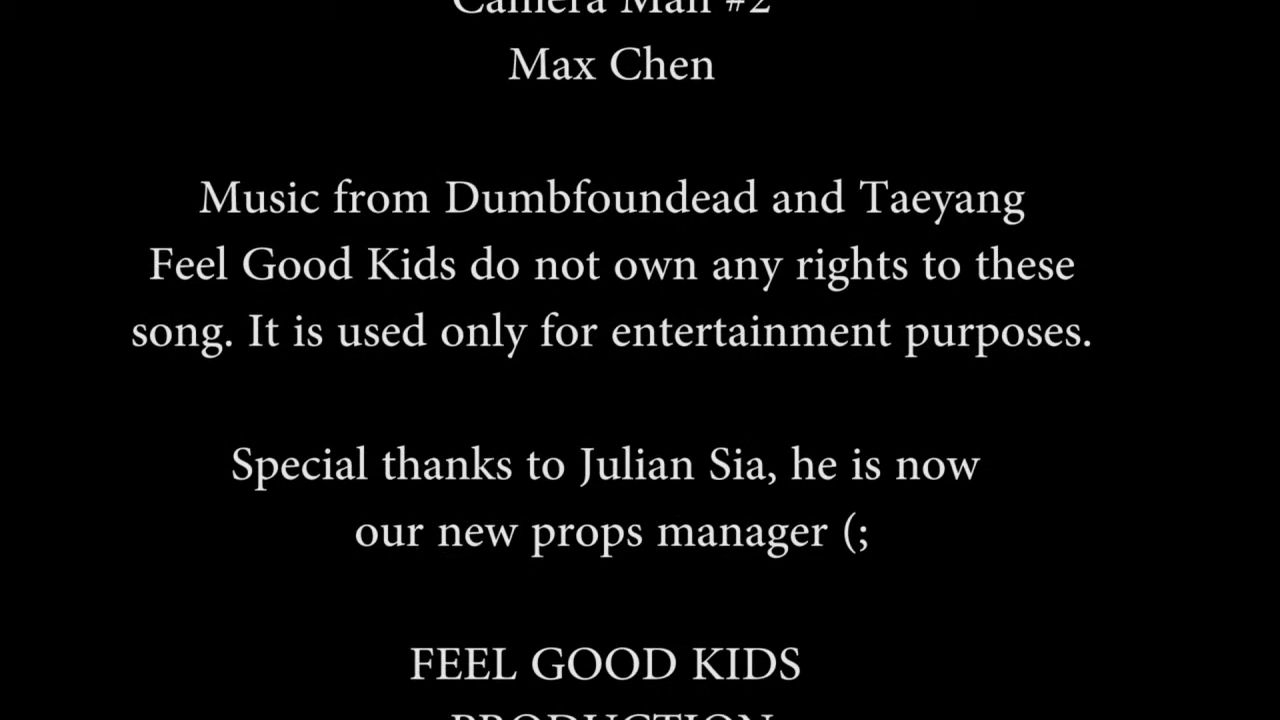 Camera Man #2
Max Chen
Music from Dumbfoundead and Taeyang
Feel Good Kids do not own any rights to these
song. It is used only for entertainment purposes.
Special thanks to Julian Sia, he is now
our new props manager (;
FEEL GOOD KIDS
PRODUCTION